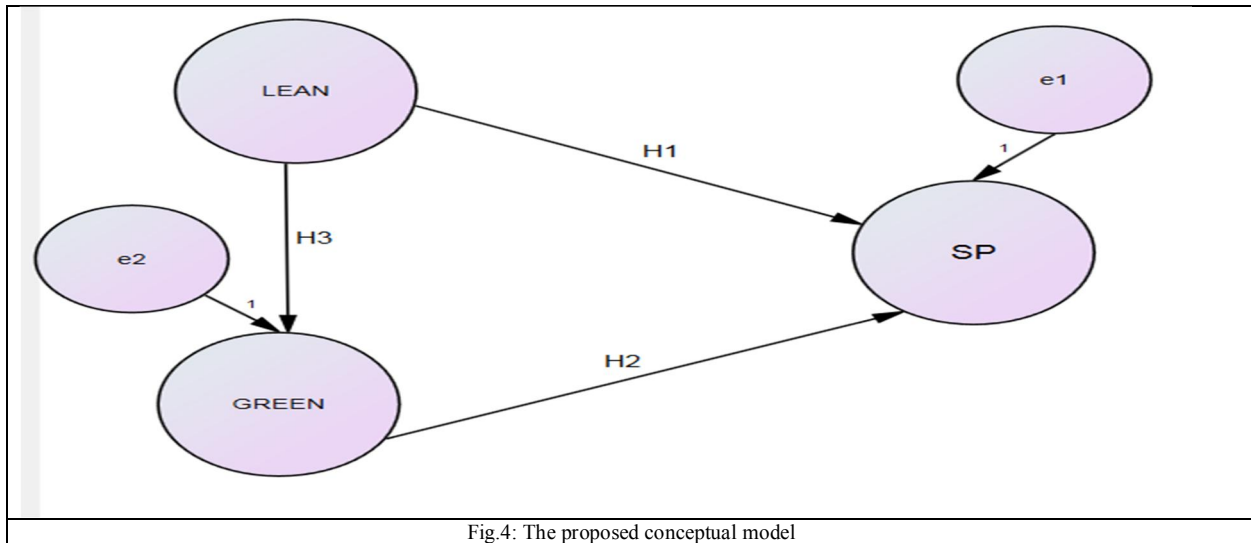 LEAN
e1
H1
1
SP
H3
e2
1
GREEN
H2
Fig.4: The proposed conceptual model